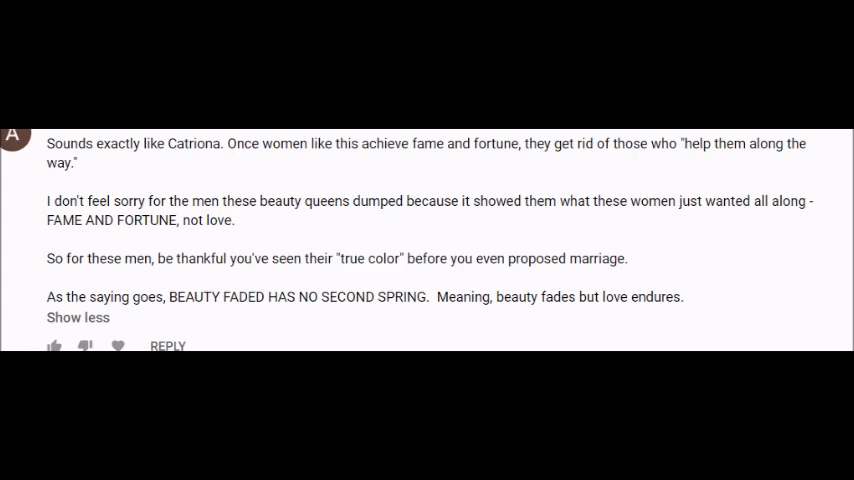 A
Sounds exactly like Catriona. Once women like this achieve fame and fortune, they get rid of those who "help them along the
way."
I don't feel sorry for the men these beauty queens dumped because it showed them what these women just wanted all along -
FAME AND FORTUNE, not love.
So for these men, be thankful you've seen their "true color" before you even proposed marriage.
As the saying goes, BEAUTY FADED HAS NO SECOND SPRING. Meaning, beauty fades but love endures.
Show less
REPLY